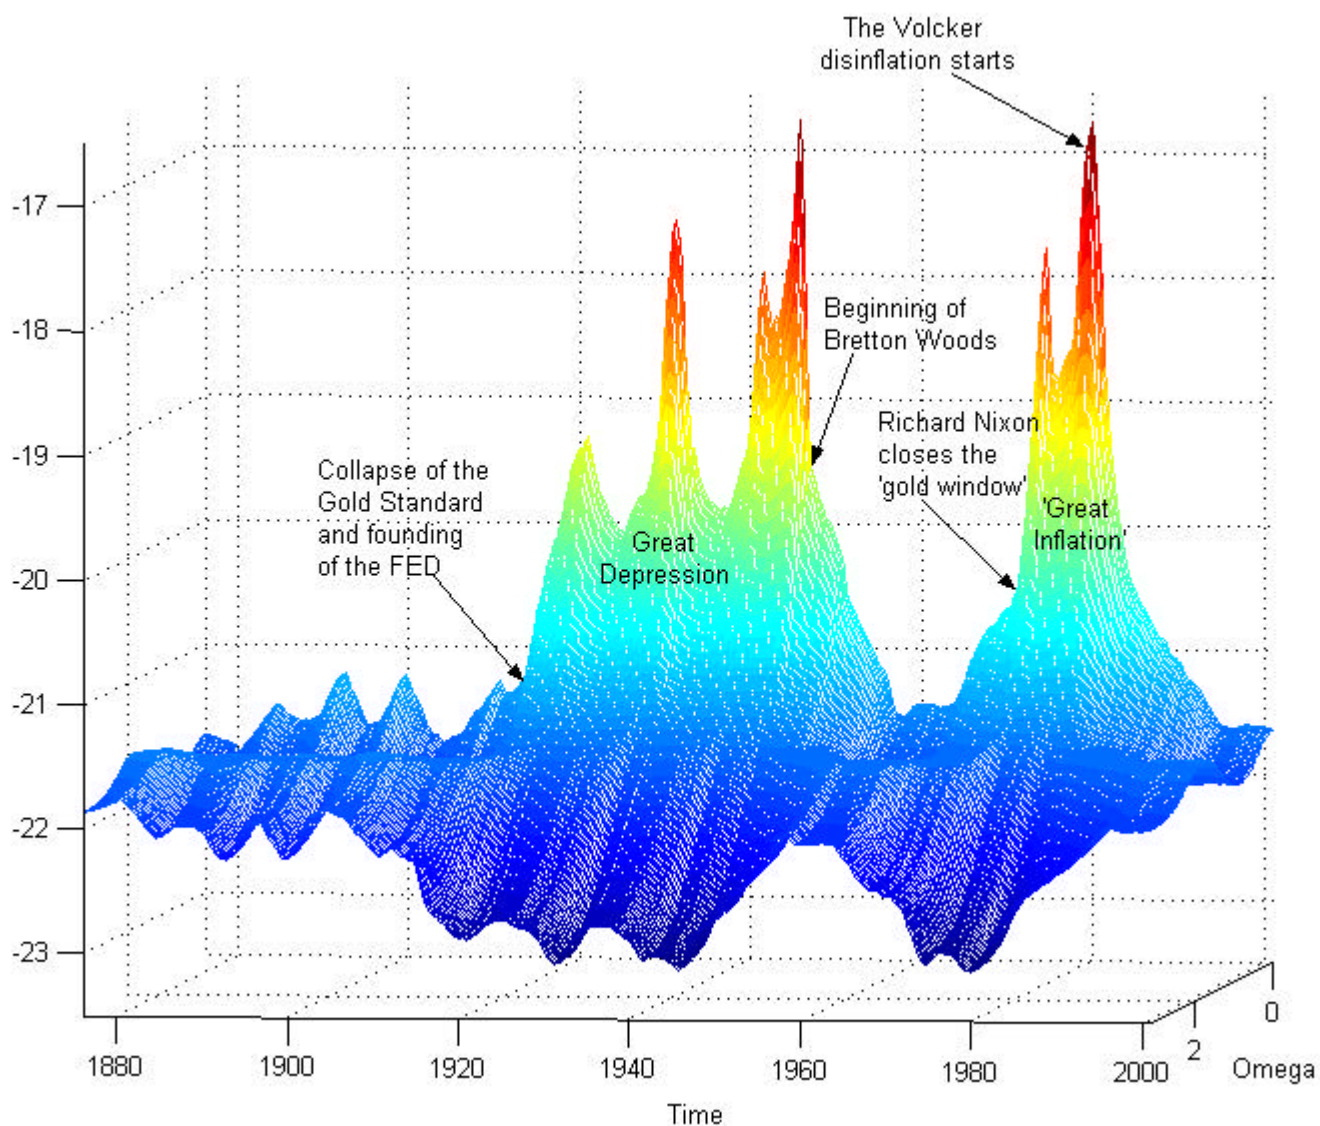 The Volcker
disinflation starts
-17
-18
Beginning of
Bretton Woods
-19
Richard Nixon
closes the
'gold window'
Collapse of the
Gold Standard
and founding
of the FED
'Great
Inflation'
Great
Depression
-20
-21
-22
-23
0
2
Omega
1880
1900
1920
1940
1960
1980
2000
Time